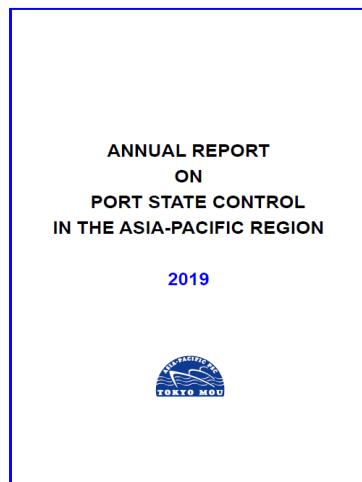 ANNUAL REPORT
ON
PORT STATE CONTROL
IN THE ASIA-PACIFIC REGION
2019
ASIA-PACIFIC PSC
TOKYO MOU